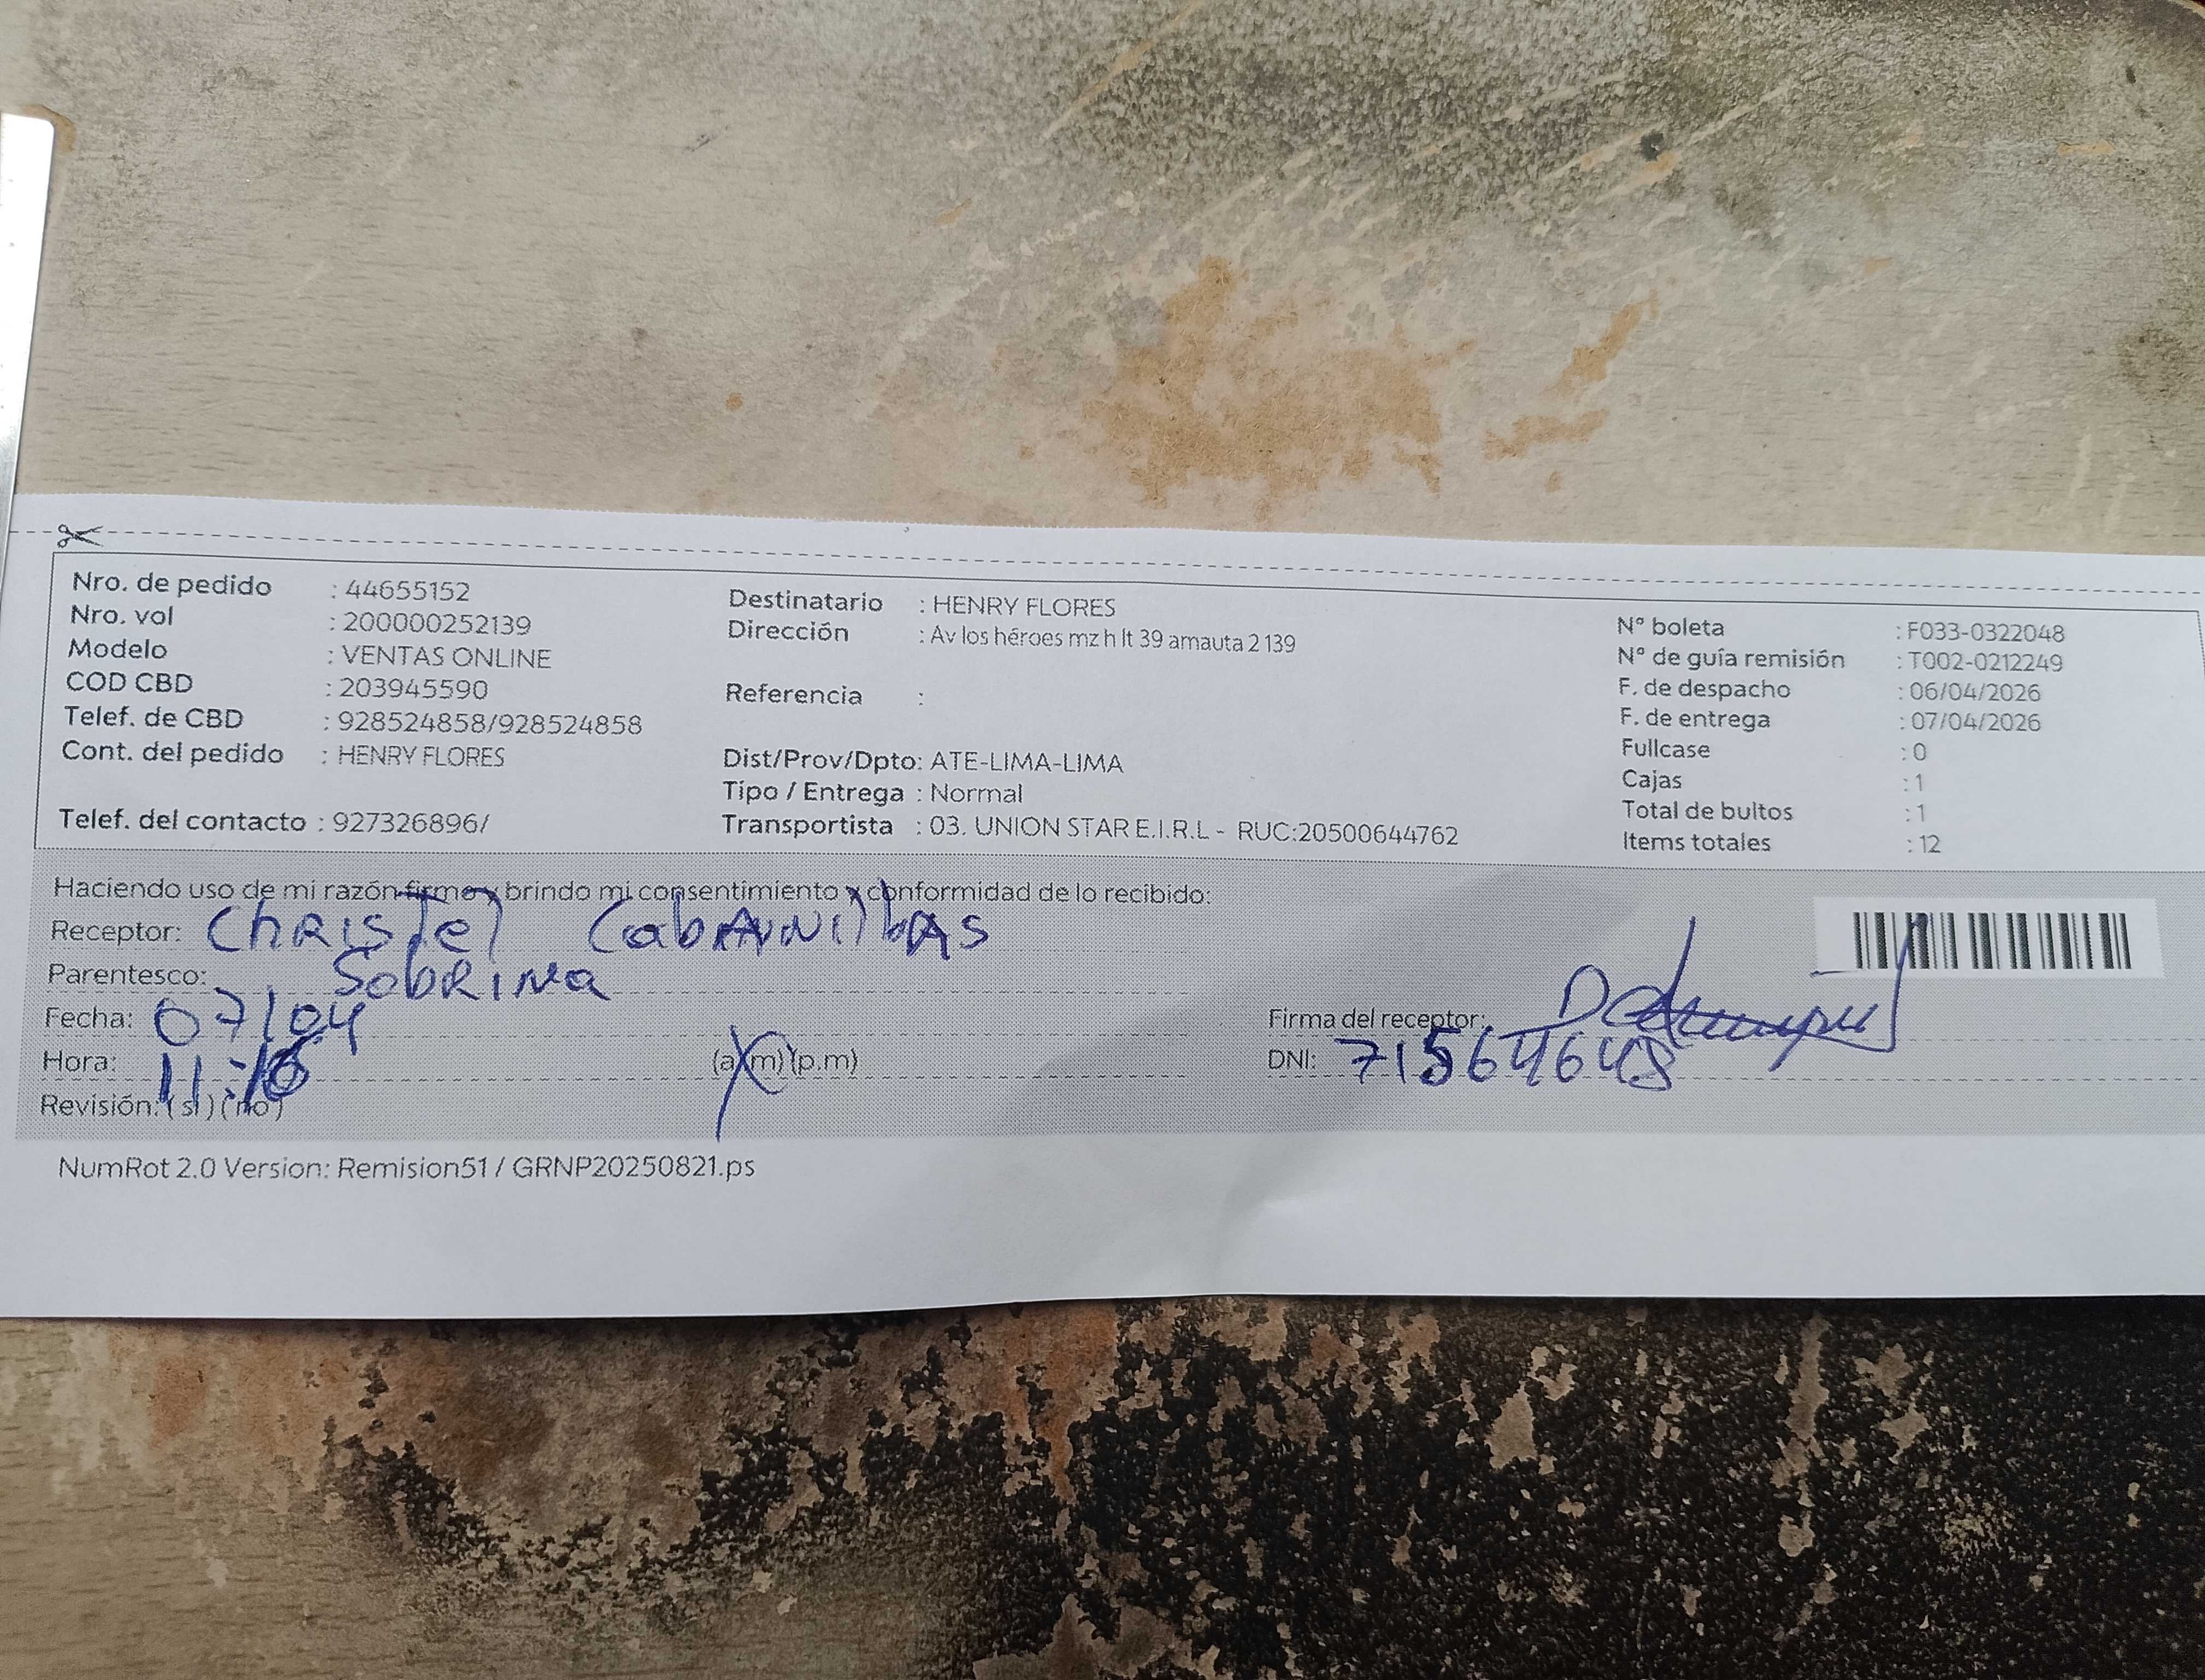 Nro. de pedido : 44655152
Nro. vol : 200000252139
Modelo : VENTAS ONLINE
COD CBD : 203945590
Telef. de CBD : 928524858/928524858
Cont. del pedido : HENRY FLORES
Telef. del contacto : 927326896/
Destinatario : HENRY FLORES
Dirección : Av los héroes mz h lt 39 amauta 2 139
Referencia :
Dist/Prov/Dpto: ATE-LIMA-LIMA
Tipo / Entrega : Normal
Transportista : 03. UNION STAR E.I.R.L - RUC:20500644762
N° boleta : F033-0322048
N° de guía remisión : T002-0212249
F. de despacho : 06/04/2026
F. de entrega : 07/04/2026
Fullcase : 0
Cajas : 1
Total de bultos : 1
Items totales : 12
Haciendo uso de mi razón firmo y brindo mi consentimiento y conformidad de lo recibido:
Receptor: ChRISTel CabANillAS
Parentesco: SobRiNa
Fecha: 07/04
Hora: 11: (a.m)(p.m)
Revisión: (si) (no)
Firma del receptor:
DNI: 71564648
NumRot 2.0 Version: Remision51 / GRNP20250821.ps